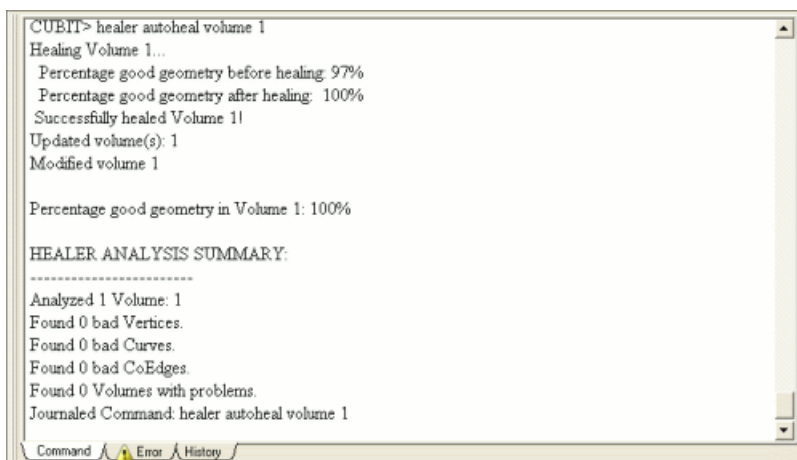 CUBIT> healer autoheal volume 1
Healing Volume 1...
Percentage good geometry before healing: 97%
Percentage good geometry after healing: 100%
Successfully healed Volume 1!
Updated volume(s): 1
Modified volume 1
Percentage good geometry in Volume 1: 100%
HEALER ANALYSIS SUMMARY:
------------------------
Analyzed 1 Volume: 1
Found 0 bad Vertices.
Found 0 bad Curves.
Found 0 bad CoEdges.
Found 0 Volumes with problems.
Journaled Command: healer autoheal volume 1
Command Error History